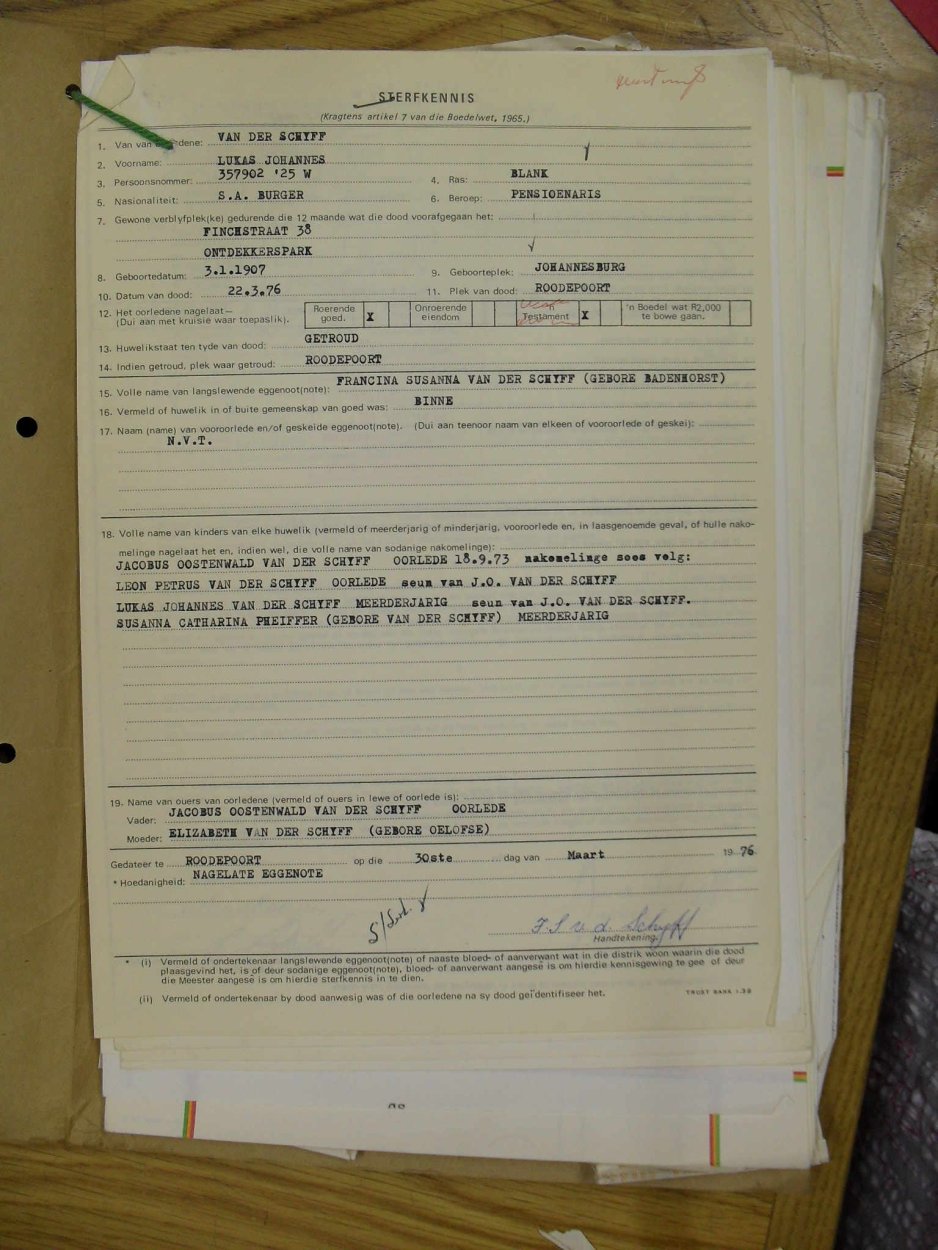 STERFKENNIS
(Kragtens artikel 7 van die Boedelwet, 1965.)
1. Van van dene: VAN DER SCHYFF
2. Voorname: LUKAS JOHANNES
3. Persoonsnommer: 357902 '25 W 4. Ras: BLANK
5. Nasionaliteit: S.A. BURGER 6. Beroep: PENSIOENARIS
7. Gewone verblyfplek(ke) gedurende die 12 maande wat die dood voorafgegaan het:
FINCHSTRAAT 38
ONTDEKKERSPARK
8. Geboortedatum: 3.1.1907 9. Geboorteplek: JOHANNESBURG
10. Datum van dood: 22.3.76 11. Plek van dood: ROODEPOORT
12. Het oorledene nagelaat— (Dui aan met kruisie waar toepaslik). Roerende goed. X Onroerende eiendom 'n Testament X 'n Boedel wat R2,000 te bowe gaan.
13. Huwelikstaat ten tyde van dood: GETROUD
14. Indien getroud, plek waar getroud: ROODEPOORT
15. Volle name van langslewende eggenoot(note): FRANCINA SUSANNA VAN DER SCHYFF (GEBORE BADENHORST)
16. Vermeld of huwelik in of buite gemeenskap van goed was: BINNE
17. Naam (name) van vooroorlede en/of geskeide eggenoot(note). (Dui aan teenoor naam van elkeen of vooroorlede of geskei):
N.V.T.
18. Volle name van kinders van elke huwelik (vermeld of meerderjarig of minderjarig, vooroorlede en, in laasgenoemde geval, of hulle nako-
melinge nagelaat het en, indien wel, die volle name van sodanige nakomelinge):
JACOBUS OOSTENWALD VAN DER SCHYFF OORLEDE 18.9.73 nakomelinge soos volg:
LEON PETRUS VAN DER SCHYFF OORLEDE seun van J.O. VAN DER SCHYFF
LUKAS JOHANNES VAN DER SCHYFF MEERDERJARIG seun van J.O. VAN DER SCHYFF.
SUSANNA CATHARINA PHEIFFER (GEBORE VAN DER SCHYFF) MEERDERJARIG
19. Name van ouers van oorledene (vermeld of ouers in lewe of oorlede is):
Vader: JACOBUS OOSTENWALD VAN DER SCHYFF OORLEDE
Moeder: ELIZABETH VAN DER SCHYFF (GEBORE OELOFSE)
Gedateer te ROODEPOORT op die 30ste dag van Maart 19 76
* Hoedanigheid: NAGELATE EGGENOTE
F.S v. d. Schyff
Handtekening.
* (i) Vermeld of ondertekenaar langslewende eggenoot(note) of naaste bloed- of aanverwant wat in die distrik woon waarin die dood
plaasgevind het, is of deur sodanige eggenoot(note), bloed- of aanverwant aangesê is om hierdie kennisgewing te gee of deur
die Meester aangesê is om hierdie sterfkennis in te dien.
(ii) Vermeld of ondertekenaar by dood aanwesig was of die oorledene na sy dood geïdentifiseer het.
TRUST BANK 1.38